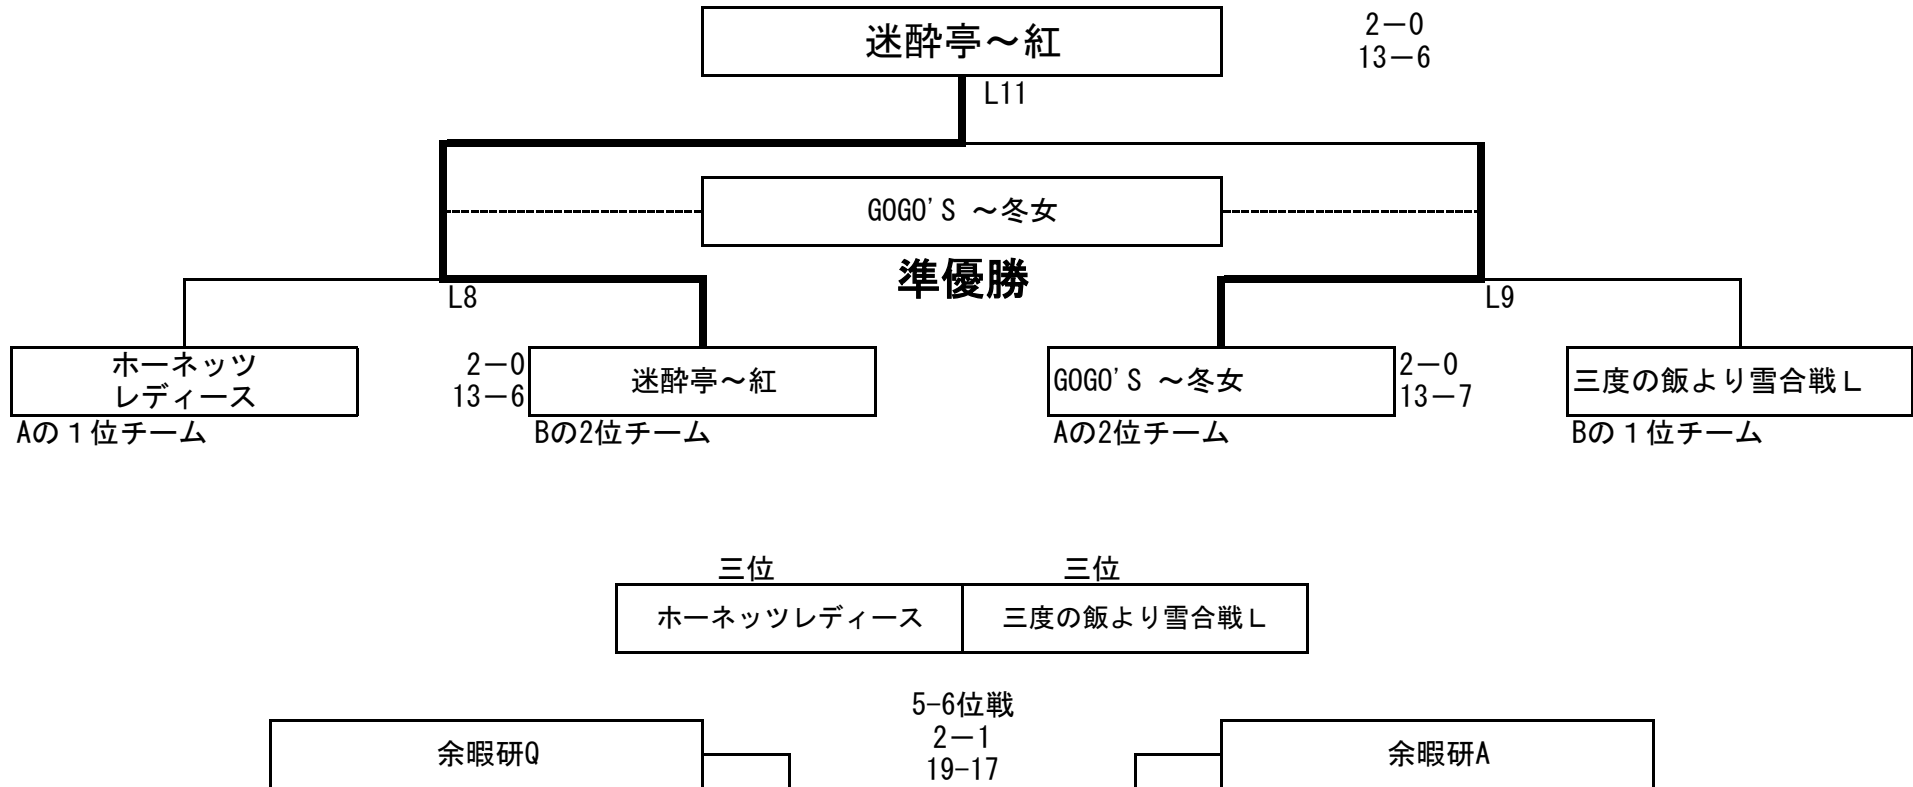 迷酔亭～紅
2－0
13－6
L11
GOGO'S ～冬女
準優勝
L8
L9
ホーネッツ
レディース
2－0
13－6
迷酔亭～紅
GOGO'S ～冬女
2－0
13－7
三度の飯より雪合戦Ｌ
Aの１位チーム
Bの2位チーム
Aの2位チーム
Bの１位チーム
三位
三位
ホーネッツレディース
三度の飯より雪合戦Ｌ
5-6位戦
2－1
19-17
余暇研Q
余暇研A